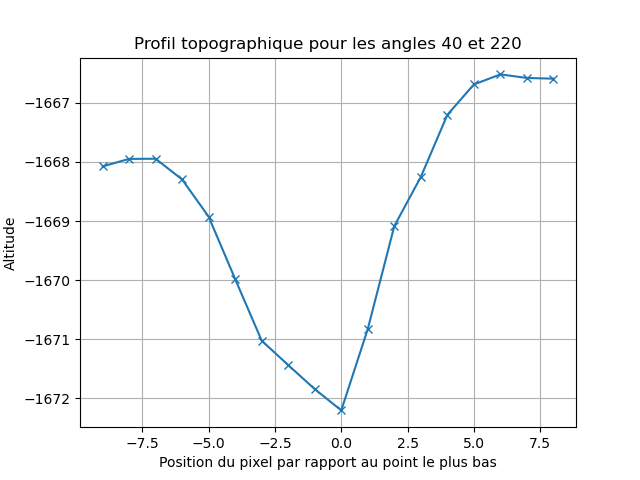 Profil topographique pour les angles 40 et 220
Altitude
−1667
−1668
−1669
−1670
−1671
−1672
−7.5 −5.0 −2.5 0.0 2.5 5.0 7.5
Position du pixel par rapport au point le plus bas